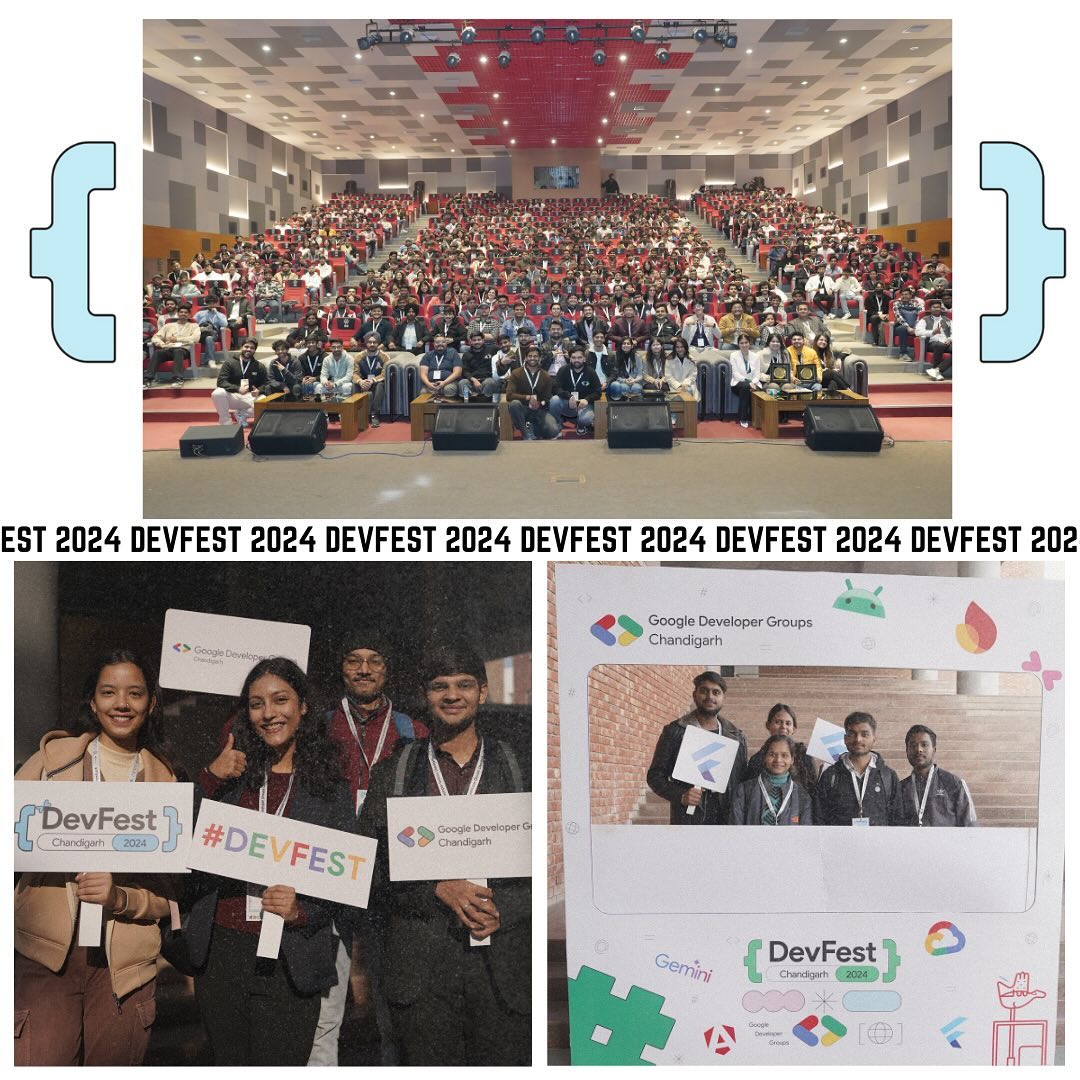 EST 2024 DEVFEST 2024 DEVFEST 2024 DEVFEST 2024 DEVFEST 2024 DEVFEST 202
Google Developer
Chandigarh
DevFest
Chandigarh 2024
#DEVFEST
Google Developer Gr
Chandigarh
Google Developer Groups
Chandigarh
Gemini
DevFest
Chandigarh 2024
Google
Developer
Groups